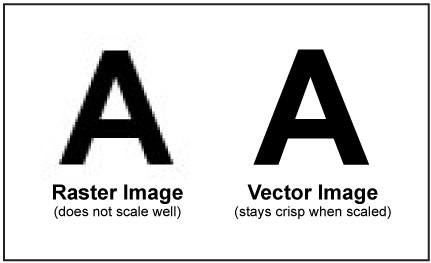 A A
Raster Image Vector Image
(does not scale well) (stays crisp when scaled)